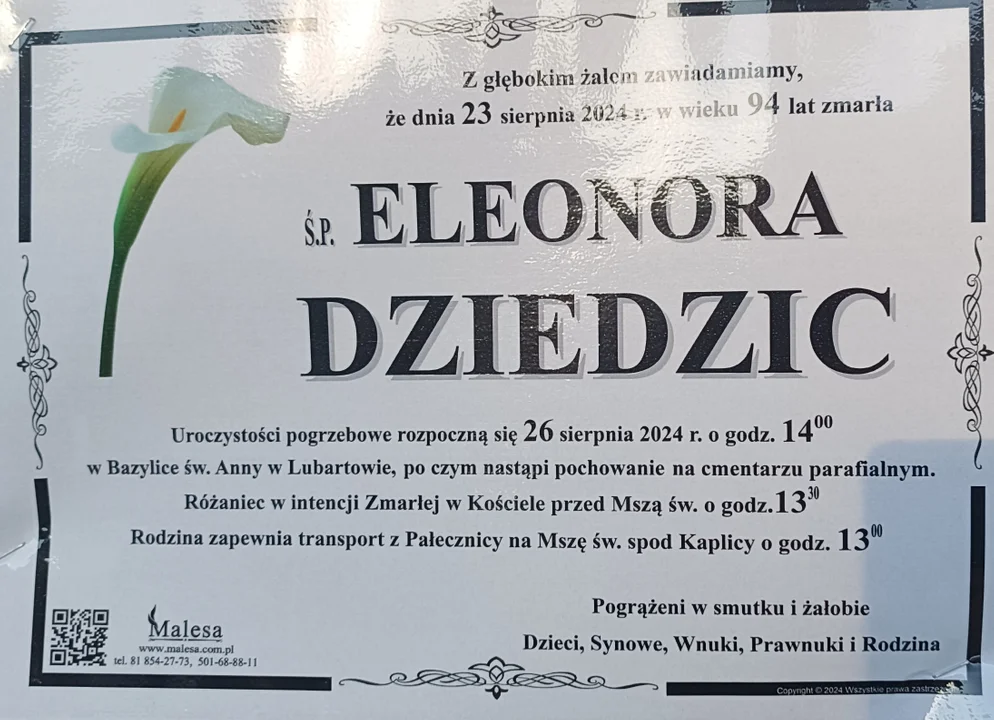 Z głębokim żalem zawiadamiamy,
że dnia 23 sierpnia 2024 r. w wieku 94 lat zmarła
Ś.P. ELEONORA
DZIEDZIC
Uroczystości pogrzebowe rozpoczną się 26 sierpnia 2024 r. o godz. 14⁰⁰
w Bazylice św. Anny w Lubartowie, po czym nastąpi pochowanie na cmentarzu parafialnym.
Różaniec w intencji Zmarłej w Kościele przed Mszą św. o godz.13³⁰
Rodzina zapewnia transport z Pałecznicy na Mszę św. spod Kaplicy o godz. 13⁰⁰
Pogrążeni w smutku i żałobie
Dzieci, Synowe, Wnuki, Prawnuki i Rodzina
Malesa
www.malesa.com.pl
tel. 81 854-27-73, 501-68-88-11
Copyright © 2024 Wszystkie prawa